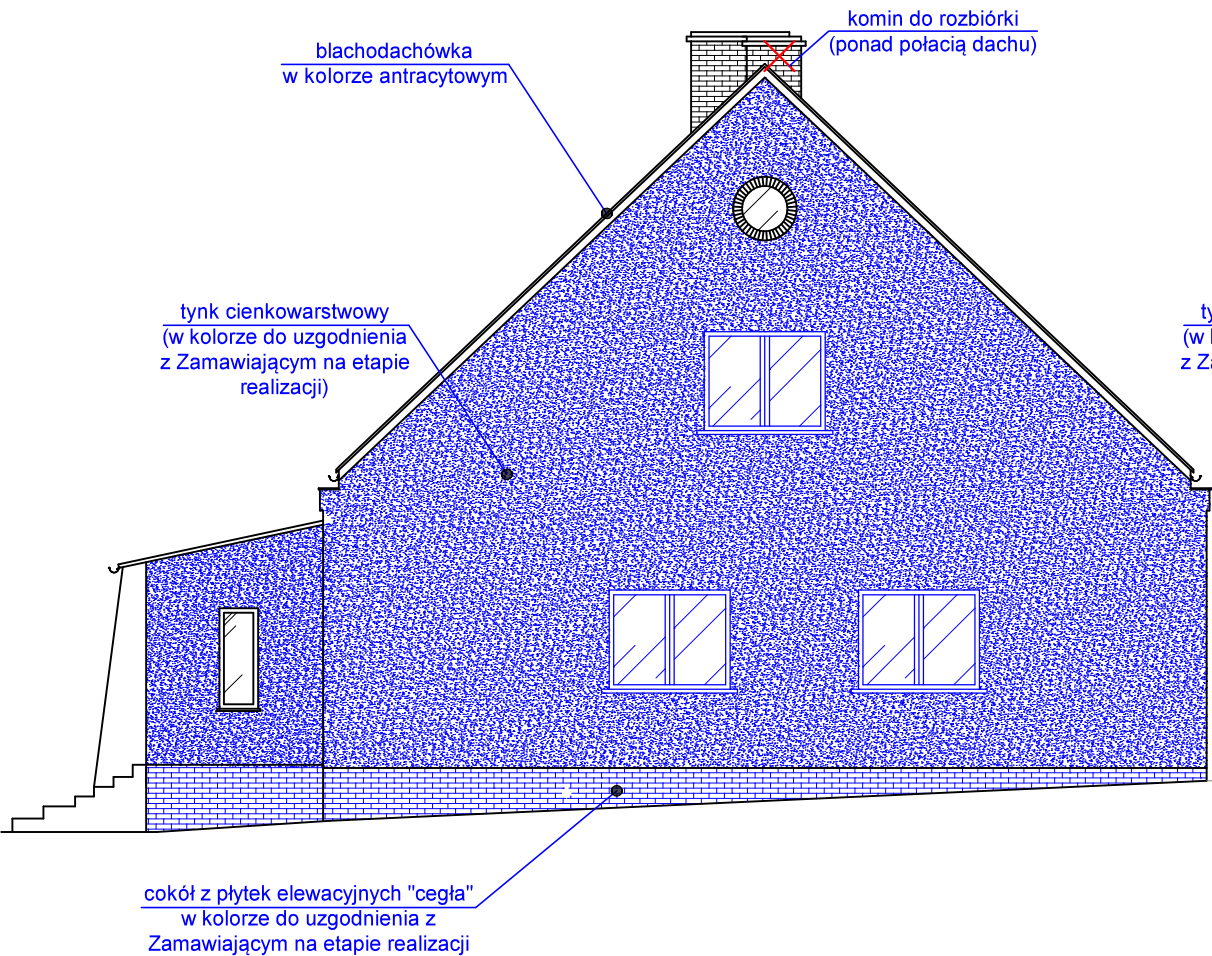 komin do rozbiórki
(ponad połacią dachu)
blachodachówka
w kolorze antracytowym
tynk cienkowarstwowy
(w kolorze do uzgodnienia
z Zamawiającym na etapie
realizacji)
cokół z płytek elewacyjnych "cegła"
w kolorze do uzgodnienia z
Zamawiającym na etapie realizacji